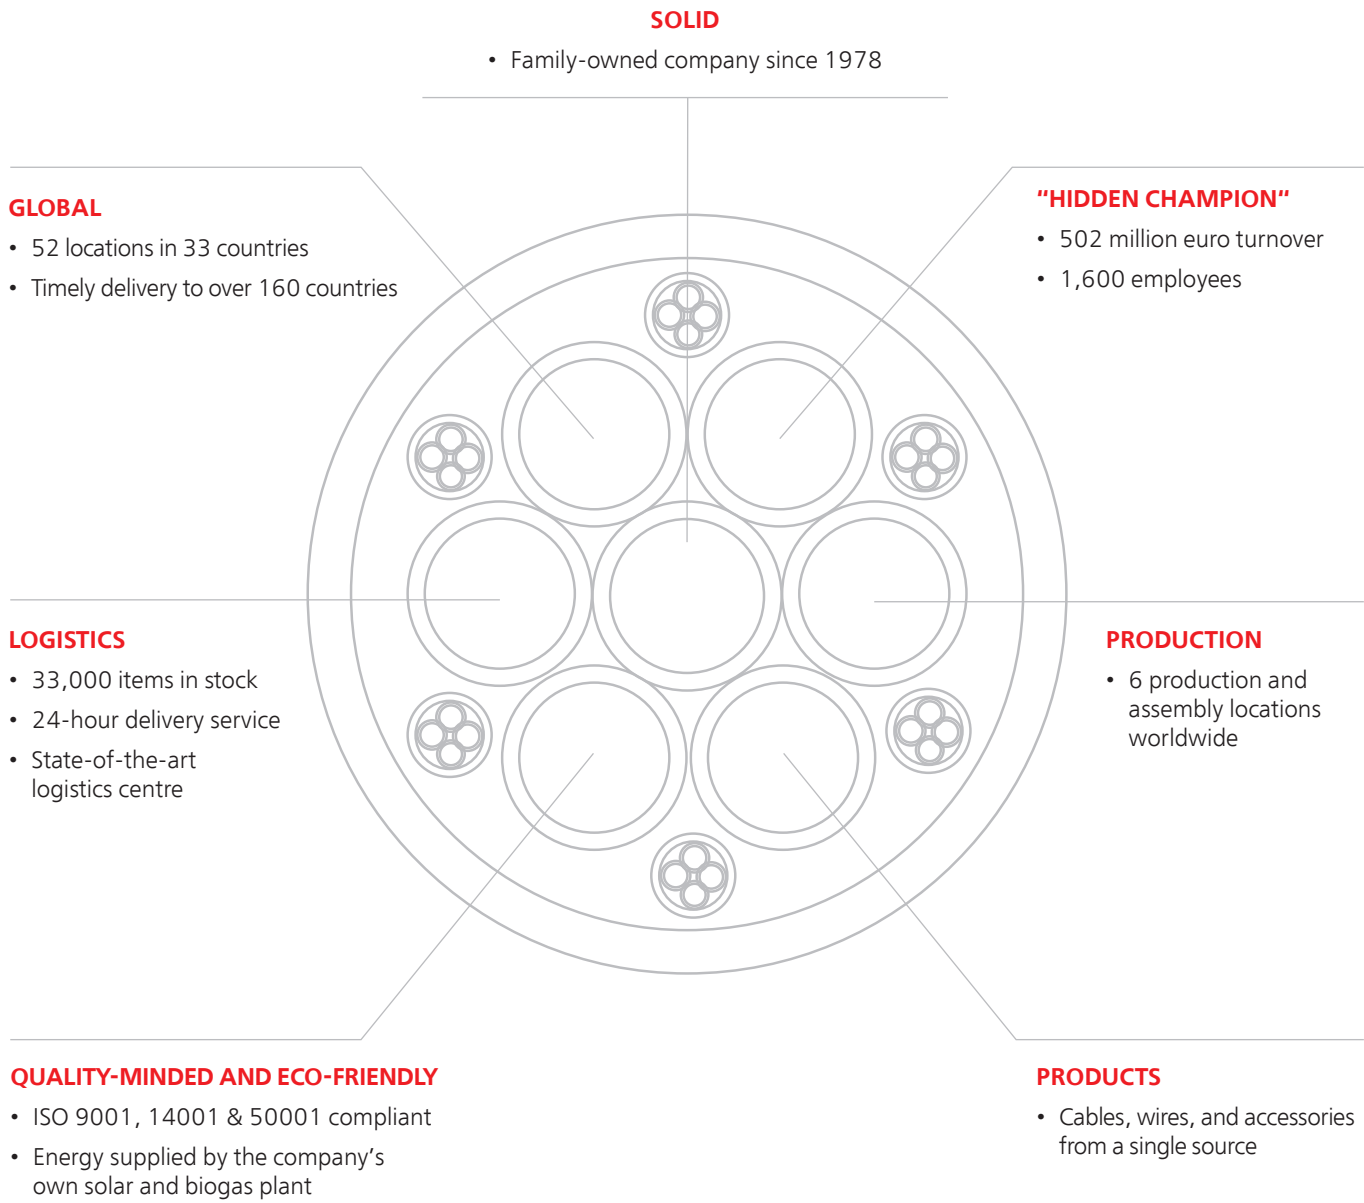 SOLID
• Family-owned company since 1978
GLOBAL
• 52 locations in 33 countries
• Timely delivery to over 160 countries
"HIDDEN CHAMPION“
• 502 million euro turnover
• 1,600 employees
LOGISTICS
• 33,000 items in stock
• 24-hour delivery service
• State-of-the-art
logistics centre
PRODUCTION
• 6 production and
assembly locations
worldwide
QUALITY-MINDED AND ECO-FRIENDLY
• ISO 9001, 14001 & 50001 compliant
• Energy supplied by the company’s
own solar and biogas plant
PRODUCTS
• Cables, wires, and accessories
from a single source